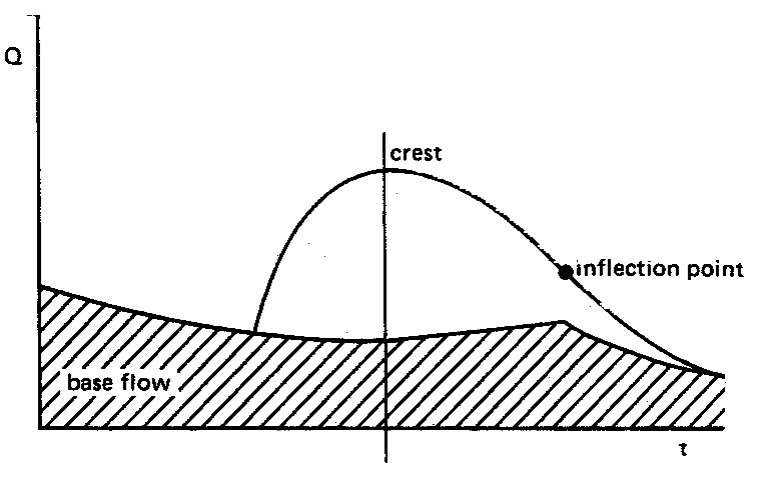 Q
crest
inflection point
base flow
t